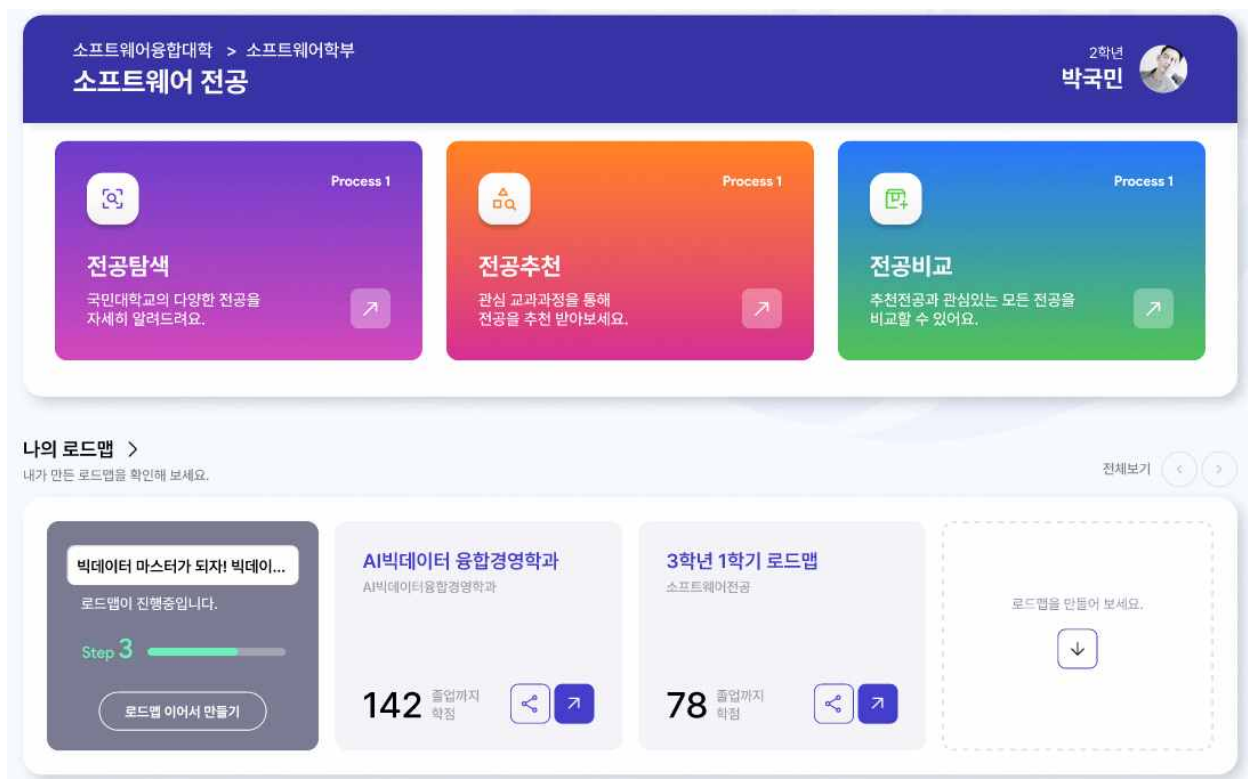 소프트웨어융합대학 > 소프트웨어학부
소프트웨어 전공
2학년
박국민
Process 1
전공탐색
국민대학교의 다양한 전공을
자세히 알려드려요.
Process 1
전공추천
관심 교과과정을 통해
전공을 추천 받아보세요.
Process 1
전공비교
추천전공과 관심있는 모든 전공을
비교할 수 있어요.
나의 로드맵 >
내가 만든 로드맵을 확인해 보세요.
전체보기
빅데이터 마스터가 되자! 빅데이...
로드맵이 진행중입니다.
Step 3
로드맵 이어서 만들기
AI빅데이터 융합경영학과
AI빅데이터융합경영학과
142 졸업까지
학점
3학년 1학기 로드맵
소프트웨어전공
78 졸업까지
학점
로드맵을 만들어 보세요.